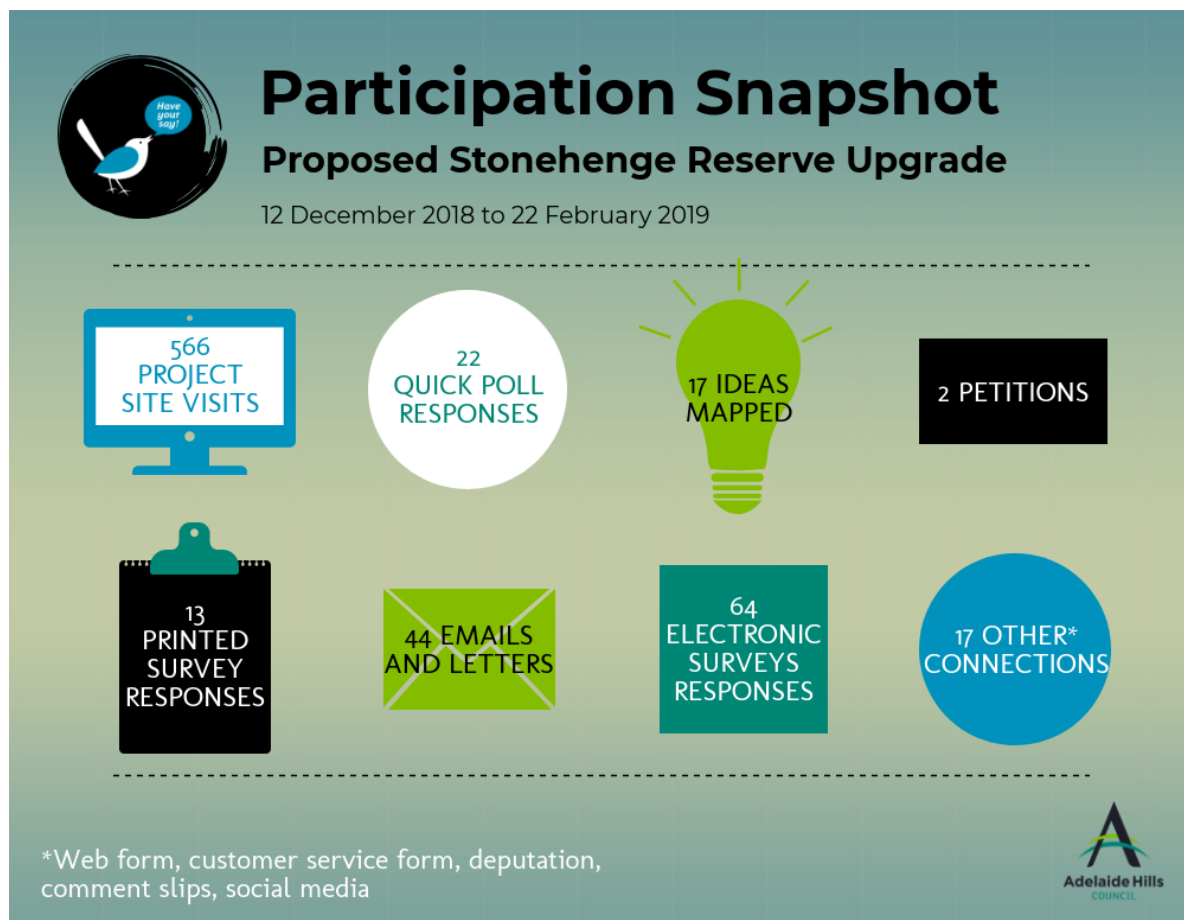 Have
your
say!
Participation Snapshot
Proposed Stonehenge Reserve Upgrade
12 December 2018 to 22 February 2019
566
PROJECT
SITE VISITS
22
QUICK POLL
RESPONSES
17 IDEAS
MAPPED
2 PETITIONS
13
PRINTED
SURVEY
RESPONSES
44 EMAILS
AND LETTERS
64
ELECTRONIC
SURVEYS
RESPONSES
17 OTHER*
CONNECTIONS
*Web form, customer service form, deputation,
comment slips, social media
Adelaide Hills
COUNCIL